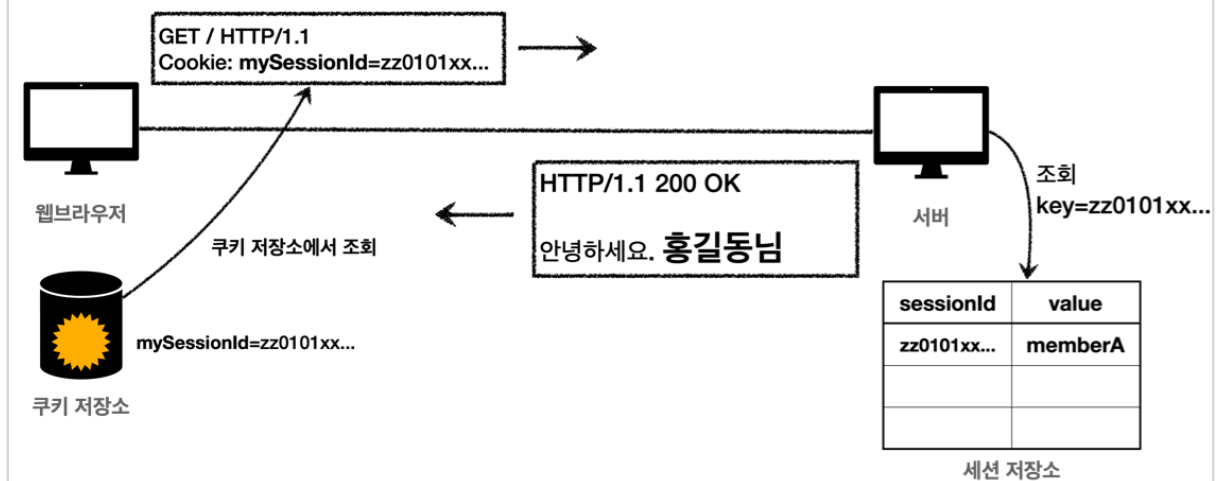 GET / HTTP/1.1
Cookie: mySessionId=zz0101xx...
웹브라우저
HTTP/1.1 200 OK
안녕하세요. 홍길동님
서버
조회
key=zz0101xx...
쿠키 저장소에서 조회
mySessionId=zz0101xx...
쿠키 저장소
sessionId value
zz0101xx... memberA
세션 저장소